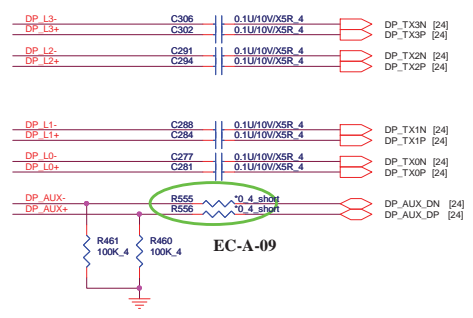 DP_L3- C306 0.1U/10V/X5R_4 DP_TX3N [24]
DP_L3+ C302 0.1U/10V/X5R_4 DP_TX3P [24]
DP_L2- C291 0.1U/10V/X5R_4 DP_TX2N [24]
DP_L2+ C294 0.1U/10V/X5R_4 DP_TX2P [24]
DP_L1- C288 0.1U/10V/X5R_4 DP_TX1N [24]
DP_L1+ C284 0.1U/10V/X5R_4 DP_TX1P [24]
DP_L0- C277 0.1U/10V/X5R_4 DP_TX0N [24]
DP_L0+ C281 0.1U/10V/X5R_4 DP_TX0P [24]
DP_AUX- R555 *0_4_short DP_AUX_DN [24]
DP_AUX+ R556 *0_4_short DP_AUX_DP [24]
R461 R460 EC-A-09
100K_4 100K_4